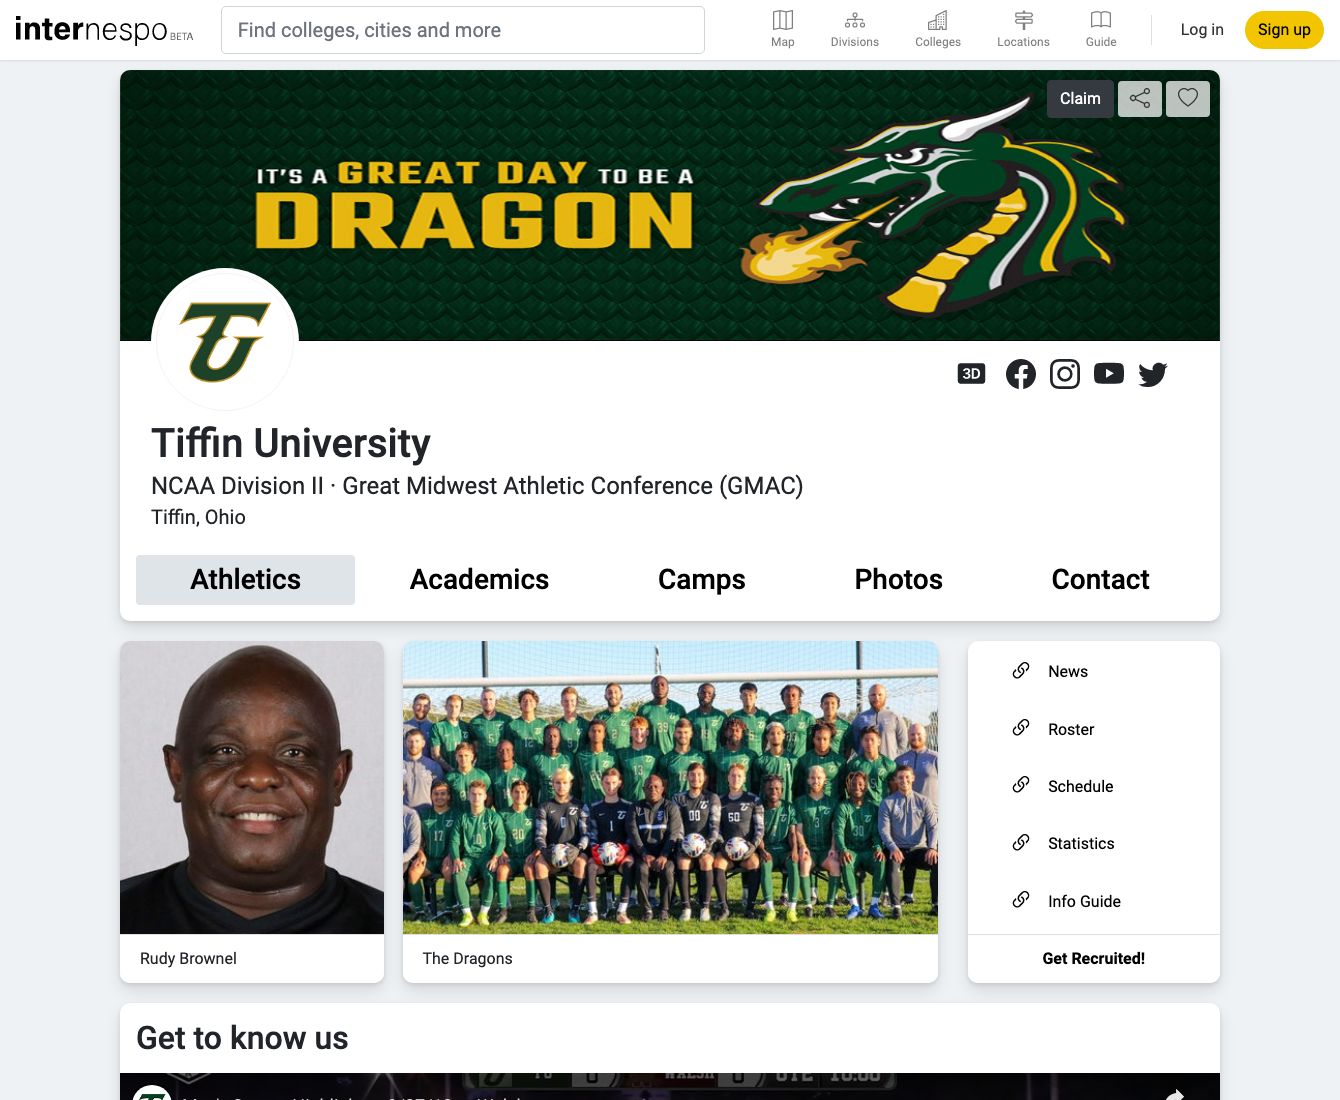 internespo BETA
Find colleges, cities and more
Map
Divisions
Colleges
Locations
Guide
Log in
Sign up
Claim
IT'S A GREAT DAY TO BE A
DRAGON
TU
3D
Tiffin University
NCAA Division II · Great Midwest Athletic Conference (GMAC)
Tiffin, Ohio
Athletics
Academics
Camps
Photos
Contact
Rudy Brownel
The Dragons
News
Roster
Schedule
Statistics
Info Guide
Get Recruited!
Get to know us